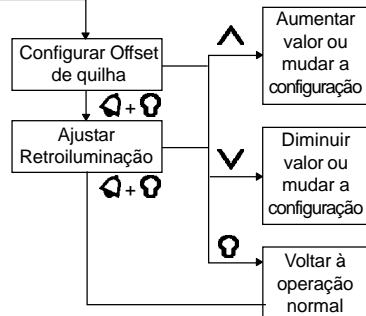 Configurar Offset
de quilha
+
Ajustar
Retroiluminação
+
Aumentar
valor ou
mudar a
configuração
Diminuir
valor ou
mudar a
configuração
Voltar à
operação
normal